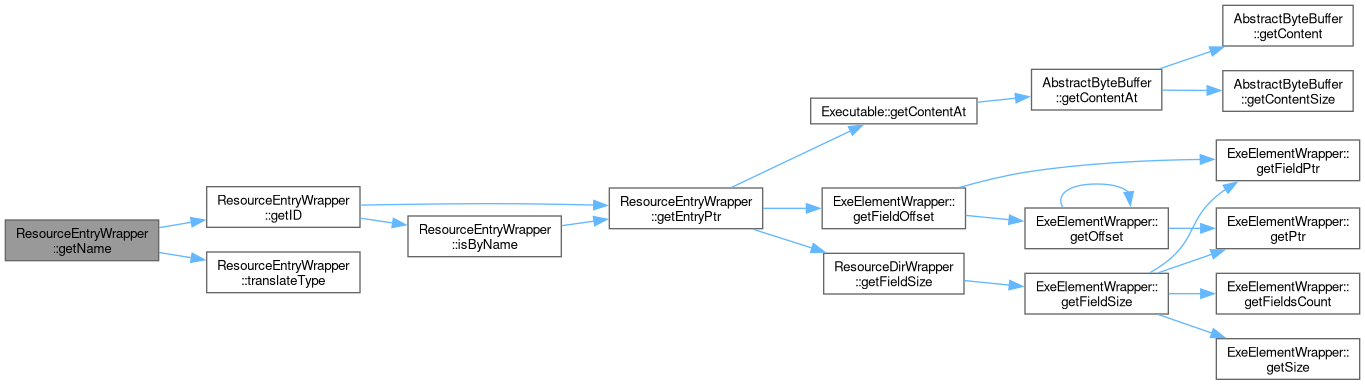 ResourceEntryWrapper
::getName
ResourceEntryWrapper
::getID
ResourceEntryWrapper
::translateType
ResourceEntryWrapper
::isByName
ResourceEntryWrapper
::getEntryPtr
Executable::getContentAt
AbstractByteBuffer
::getContentAt
AbstractByteBuffer
::getContent
AbstractByteBuffer
::getContentSize
ExeElementWrapper::
getFieldOffset
ExeElementWrapper::
getOffset
ExeElementWrapper::
getFieldPtr
ExeElementWrapper::
getPtr
ResourceDirWrapper
::getFieldSize
ExeElementWrapper::
getFieldSize
ExeElementWrapper::
getFieldsCount
ExeElementWrapper::
getSize